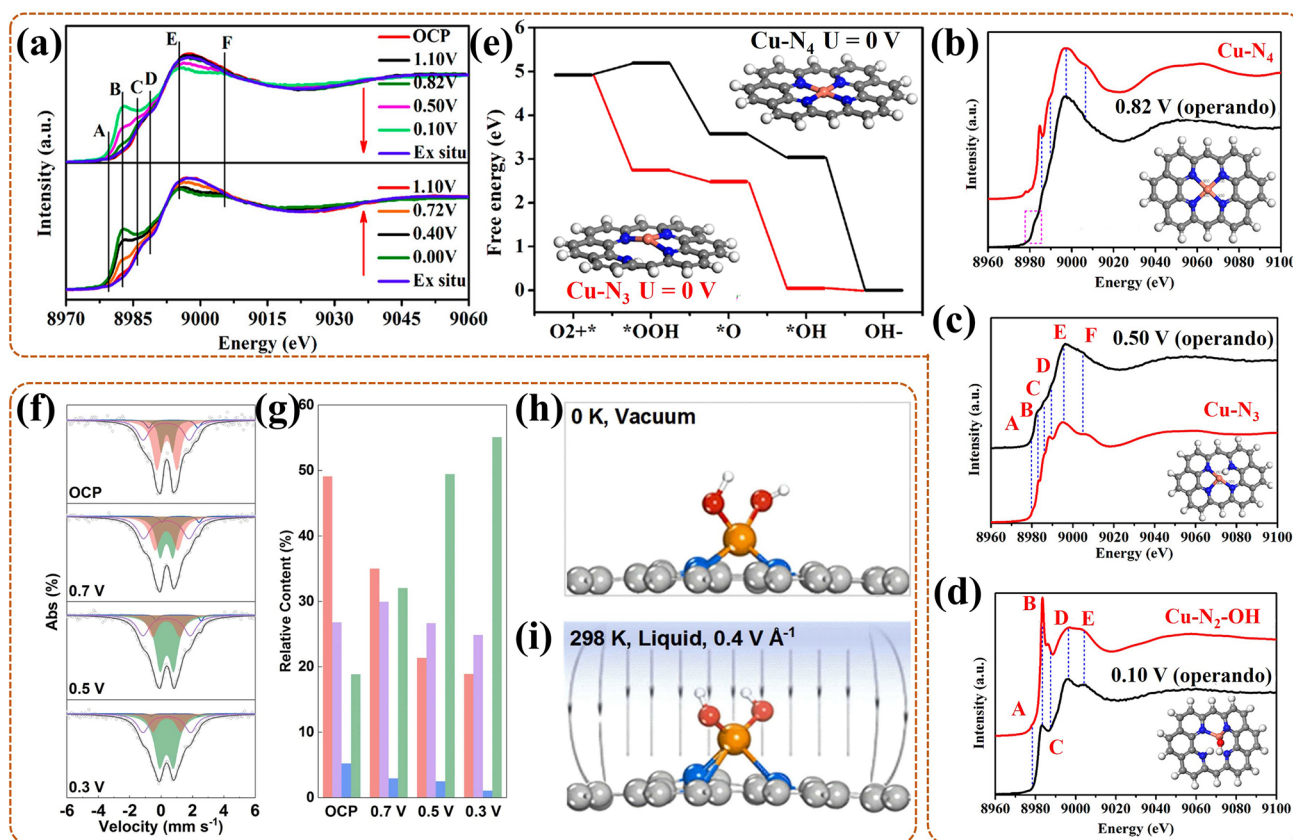 (a)
A
B
C
D
E
F
OCP
1.10V
0.82V
0.50V
0.10V
Ex situ
1.10V
0.72V
0.40V
0.00V
Ex situ
Intensity (a.u.)
8970 8985 9000 9015 9030 9045 9060
Energy (eV)
(e)
Cu-N4 U = 0 V
Cu-N3 U = 0 V
Free energy (eV)
6
5
4
3
2
1
0
O2+* *OOH *O *OH OH-
(b)
Cu-N4
0.82 V (operando)
Intensity (a.u.)
8960 8980 9000 9020 9040 9060 9080 9100
Energy (eV)
(c)
A
B
C
D
E
F
0.50 V (operando)
Cu-N3
Intensity (a.u.)
8960 8980 9000 9020 9040 9060 9080 9100
Energy (eV)
(d)
A
B
C
D
E
Cu-N2-OH
0.10 V (operando)
Intensity (a.u.)
8960 8980 9000 9020 9040 9060 9080 9100
Energy (eV)
(f)
OCP
0.7 V
0.5 V
0.3 V
Abs (%)
-6 -4 -2 0 2 4 6
Velocity (mm s-1)
(g)
60
50
40
30
20
10
0
Relative Content (%)
OCP 0.7 V 0.5 V 0.3 V
(h)
0 K, Vacuum
(i)
298 K, Liquid, 0.4 V Å-1